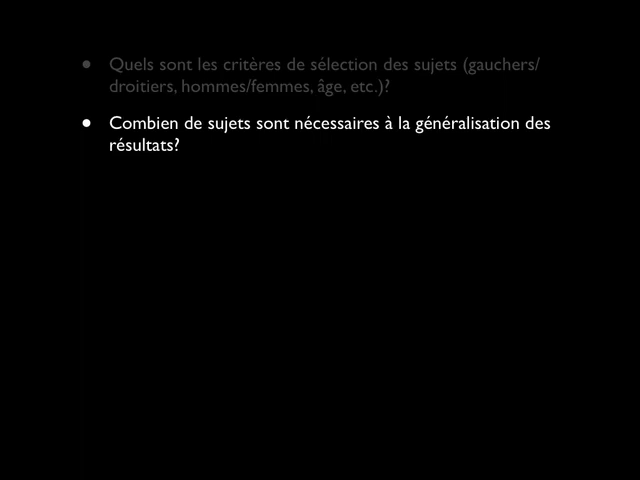 • Quels sont les critères de sélection des sujets (gauchers/
droitiers, hommes/femmes, âge, etc.)?
• Combien de sujets sont nécessaires à la généralisation des
résultats?